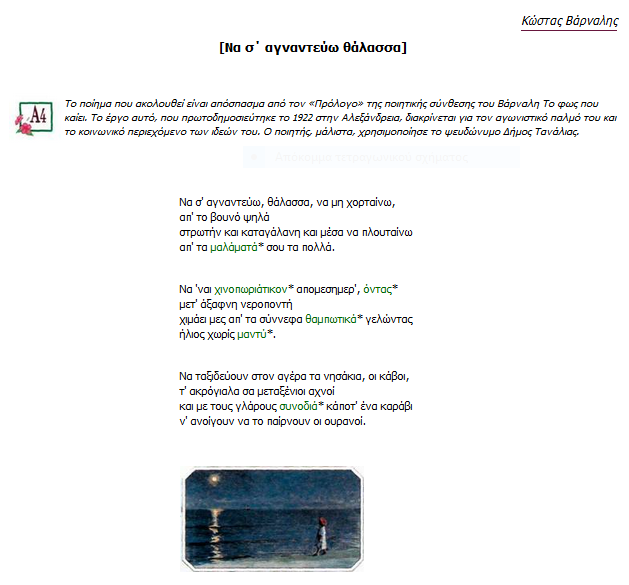 Κώστας Βάρναλης
[Να σ΄ αγναντεύω θάλασσα]
A4
Το ποίημα που ακολουθεί είναι απόσπασμα από τον «Πρόλογο» της ποιητικής σύνθεσης του Βάρναλη Το φως που
καίει. Το έργο αυτό, που πρωτοδημοσιεύτηκε το 1922 στην Αλεξάνδρεια, διακρίνεται για τον αγωνιστικό παλμό του και
το κοινωνικό περιεχόμενο των ιδεών του. Ο ποιητής, μάλιστα, χρησιμοποίησε το ψευδώνυμο Δήμος Τανάλιας.
Να σ' αγναντεύω, θάλασσα, να μη χορταίνω,
απ' το βουνό ψηλά
στρωτήν και καταγάλανη και μέσα να πλουταίνω
απ' τα μαλάματά* σου τα πολλά.
Να 'ναι χινοπωριάτικον* απομεσημερ', όντας*
μετ' άξαφνη νεροποντή
χιμάει μες απ' τα σύννεφα θαμπωτικά* γελώντας
ήλιος χωρίς μαντύ*.
Να ταξιδεύουν στον αγέρα τα νησάκια, οι κάβοι,
τ' ακρόγιαλα σα μεταξένιοι αχνοί
και με τους γλάρους συνοδιά* κάποτ' ένα καράβι
ν' ανοίγουν να το παίρνουν οι ουρανοί.